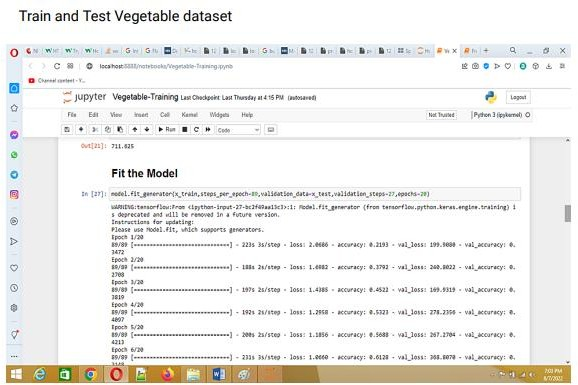 Train and Test Vegetable dataset
localhost:8888/notebooks/Vegetable-Training.ipynb
Channel content - Y...
jupyter Vegetable-Training Last Checkpoint: Last Thursday at 4:15 PM (autosaved)
Logout
File Edit View Insert Cell Kernel Widgets Help
Not Trusted Python 3 (ipykernel)
Run Code
Out[21]: 711.825
Fit the Model
In [27]: model.fit_generator(x_train,steps_per_epoch=89,validation_data=x_test,validation_steps=27,epochs=20)
WARNING:tensorflow:From <ipython-input-27-bc2f49aa13c3>:1: Model.fit_generator (from tensorflow.python.keras.engine.training) i
s deprecated and will be removed in a future version.
Instructions for updating:
Please use Model.fit, which supports generators.
Epoch 1/20
89/89 [==============================] - 223s 3s/step - loss: 2.0686 - accuracy: 0.2193 - val_loss: 199.9080 - val_accuracy: 0.
3472
Epoch 2/20
89/89 [==============================] - 188s 2s/step - loss: 1.6982 - accuracy: 0.3792 - val_loss: 240.8022 - val_accuracy: 0.
2708
Epoch 3/20
89/89 [==============================] - 197s 2s/step - loss: 1.4385 - accuracy: 0.4522 - val_loss: 169.9319 - val_accuracy: 0.
3819
Epoch 4/20
89/89 [==============================] - 192s 2s/step - loss: 1.2958 - accuracy: 0.5323 - val_loss: 278.2356 - val_accuracy: 0.
4097
Epoch 5/20
89/89 [==============================] - 200s 2s/step - loss: 1.1856 - accuracy: 0.5688 - val_loss: 267.2704 - val_accuracy: 0.
4213
Epoch 6/20
89/89 [==============================] - 231s 3s/step - loss: 1.0660 - accuracy: 0.6128 - val_loss: 368.8070 - val_accuracy: 0.
7:03 PM
8/7/2022